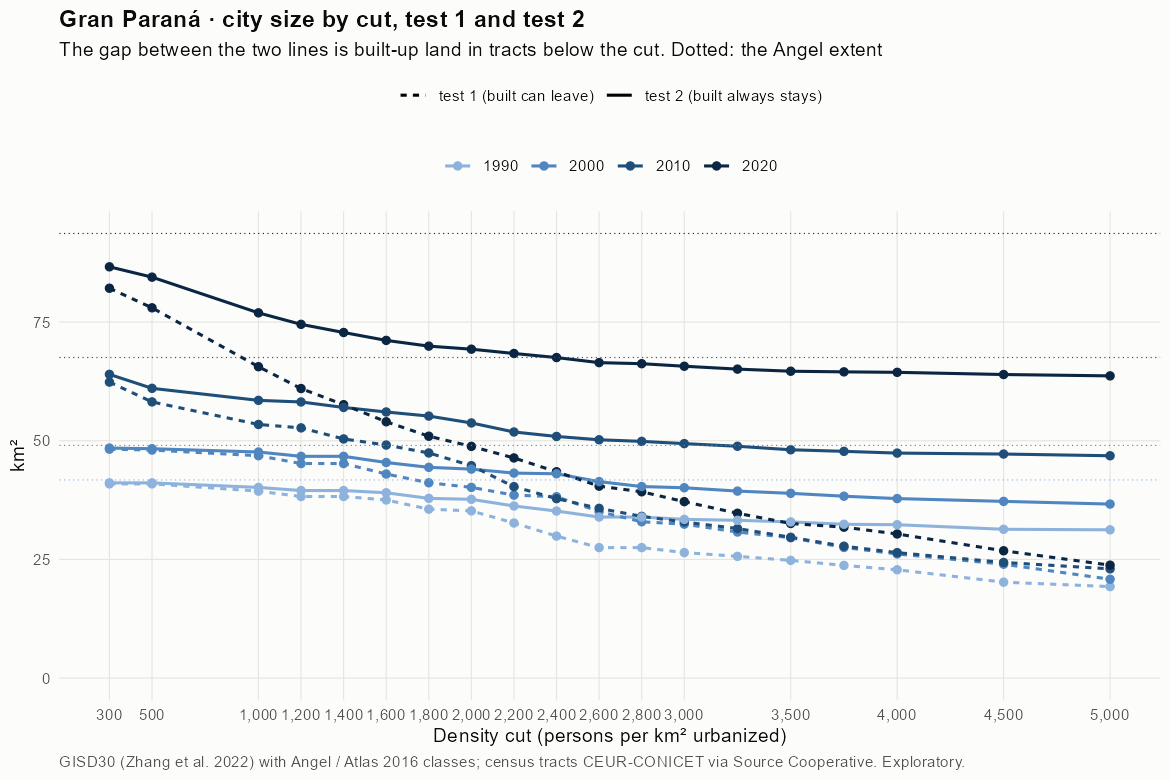 Gran Paraná · city size by cut, test 1 and test 2
The gap between the two lines is built-up land in tracts below the cut. Dotted: the Angel extent
test 1 (built can leave) test 2 (built always stays)
1990 2000 2010 2020
75
50
25
0
km²
300 500 1,000 1,200 1,400 1,600 1,800 2,000 2,200 2,400 2,600 2,800 3,000 3,500 4,000 4,500 5,000
Density cut (persons per km² urbanized)
GISD30 (Zhang et al. 2022) with Angel / Atlas 2016 classes; census tracts CEUR-CONICET via Source Cooperative. Exploratory.